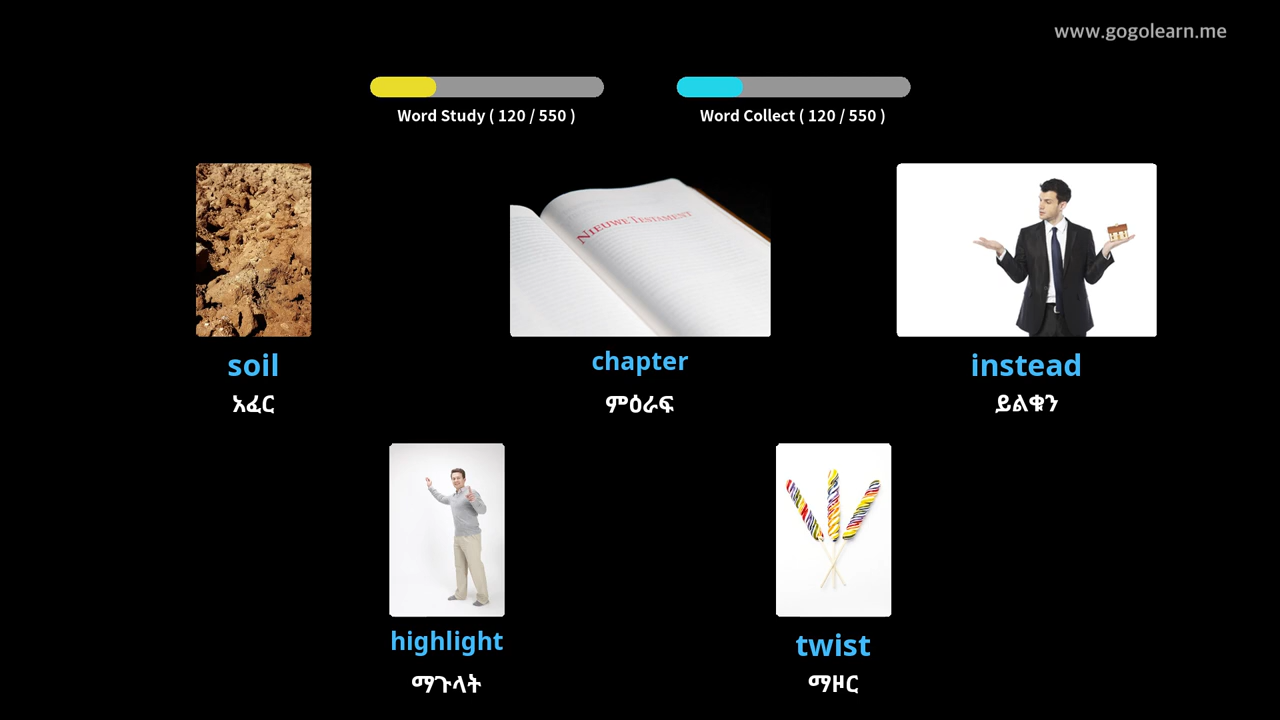 www.gogolearn.me
Word Study ( 120 / 550 )
Word Collect ( 120 / 550 )
NIEUWE TESTAMENT
soil
chapter
instead
አፈር
ምዕራፍ
ይልቁን
highlight
twist
ማጉላት
ማዞር